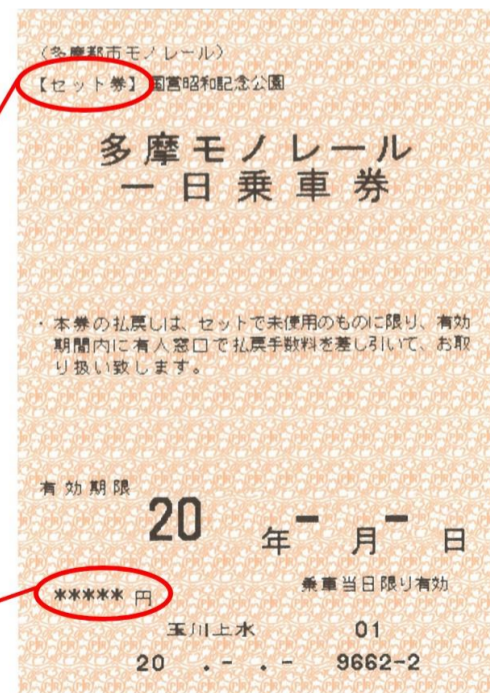 〈多摩都市モノレール〉
【セット券】国営昭和記念公園
多摩モノレール
一日乗車券
・本券の払戻しは、セットで未使用のものに限り、有効
期間内に有人窓口で払戻手数料を差し引いて、お取
り扱い致します。
有効期限
20 年 - 月 - 日
乗車当日限り有効
***** 円
玉川上水 01
20 . - . - 9662-2